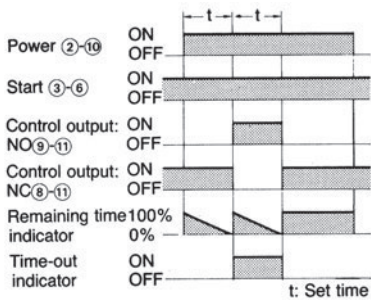 t t
Power ②-⑩ ON
OFF
Start ③-⑥ ON
OFF
Control output: ON
NO⑨-⑪ OFF
Control output: ON
NC⑧-⑪ OFF
Remaining time 100%
indicator 0%
Time-out ON
indicator OFF
t: Set time